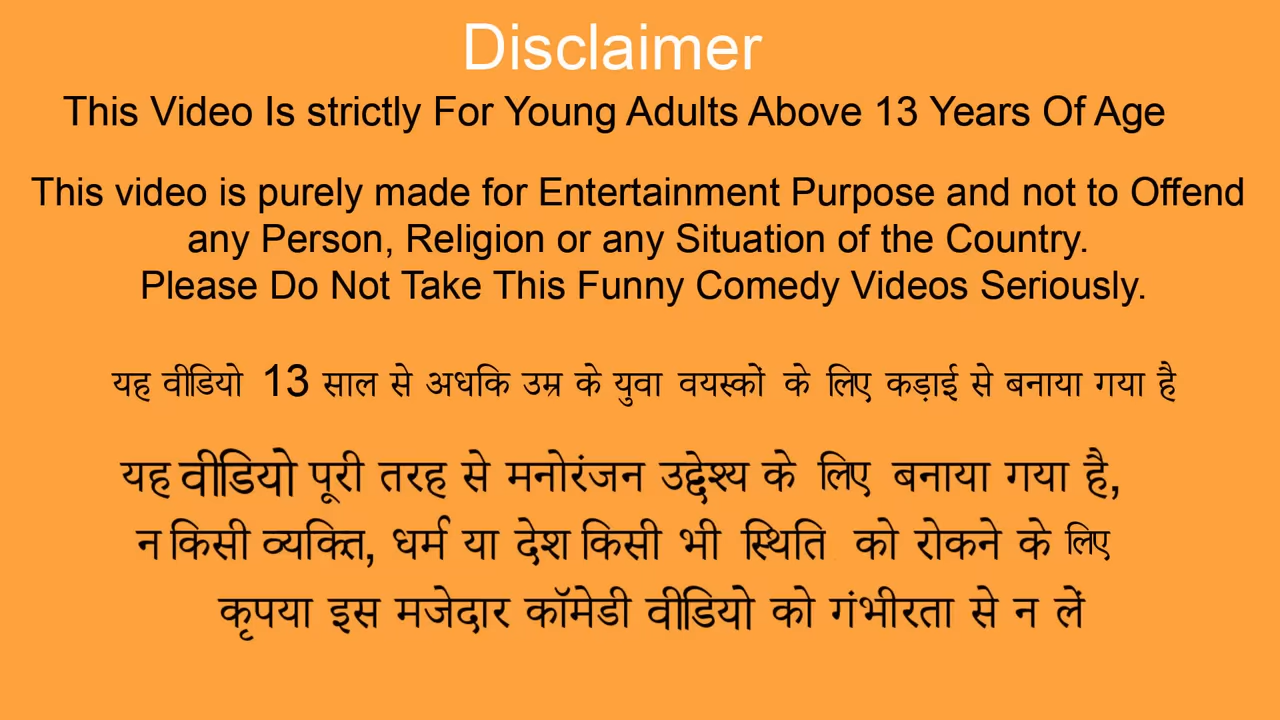 Disclaimer
This Video Is strictly For Young Adults Above 13 Years Of Age
This video is purely made for Entertainment Purpose and not to Offend
any Person, Religion or any Situation of the Country.
Please Do Not Take This Funny Comedy Videos Seriously.
यह वीडियो 13 साल से अधकि उम्र के युवा वयस्कों के लिए कड़ाई से बनाया गया है
यह वीडियो पूरी तरह से मनोरंजन उद्देश्य के लिए बनाया गया है,
न किसी व्यक्ति, धर्म या देश किसी भी स्थिति को रोकने के लिए
कृपया इस मजेदार कॉमेडी वीडियो को गंभीरता से न लें